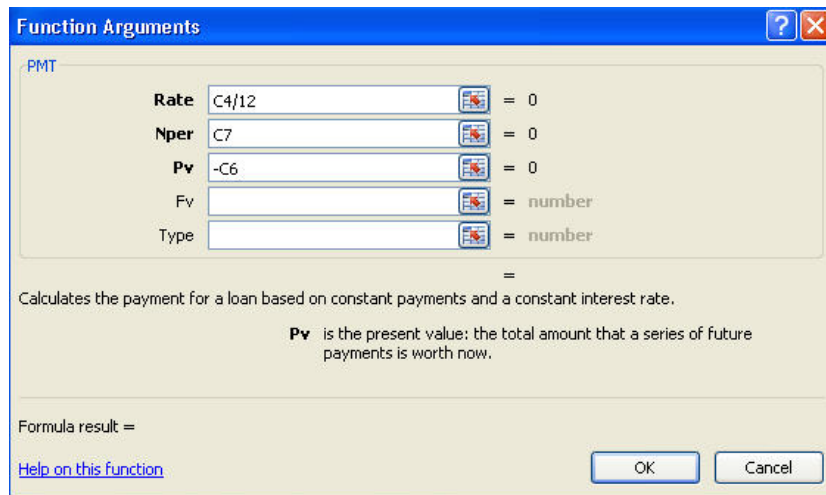 Function Arguments
PMT
Rate C4/12 = 0
Nper C7 = 0
Pv -C6 = 0
Fv = number
Type = number
=
Calculates the payment for a loan based on constant payments and a constant interest rate.
Pv is the present value: the total amount that a series of future
payments is worth now.
Formula result =
Help on this function OK Cancel